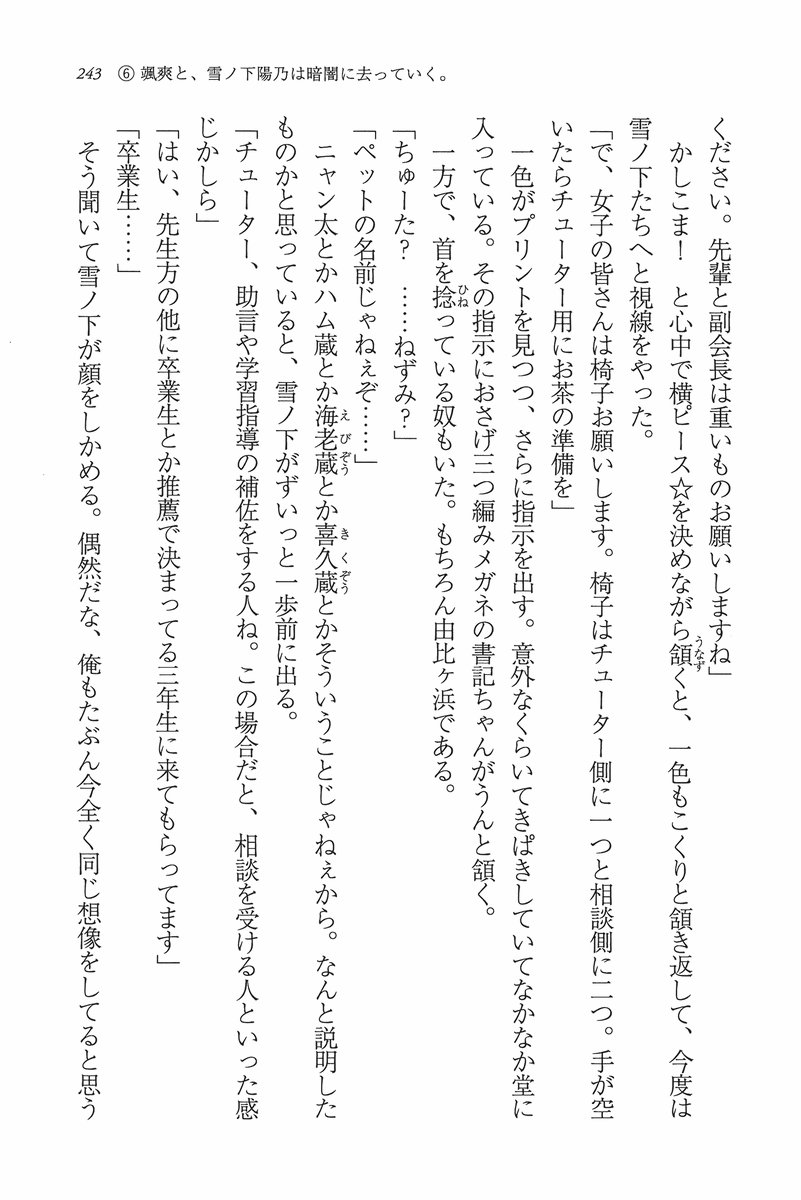 243 ⑥ 颯爽と、雪ノ下陽乃は暗闇に去っていく。
ください。先輩と副会長は重いものお願いしますね」
かしこま！　と心中で横ピース☆を決めながら頷くと、一色もこくりと頷き返して、今度は
雪ノ下たちへと視線をやった。
「で、女子の皆さんは椅子お願いします。椅子はチューター側に一つと相談側に二つ。手が空
いたらチューター用にお茶の準備を」
一色がプリントを見つつ、さらに指示を出す。意外なくらいてきぱきしていてなかなか堂に
入っている。その指示におさげ三つ編みメガネの書記ちゃんがうんと頷く。
一方で、首を捻っている奴もいた。もちろん由比ヶ浜である。
「ちゅーた？　……ねずみ？」
「ペットの名前じゃねぇぞ……」
ニャン太とかハム蔵とか海老蔵とか喜久蔵とかそういうことじゃねぇから。なんと説明した
ものかと思っていると、雪ノ下がずいっと一歩前に出る。
「チューター、助言や学習指導の補佐をする人ね。この場合だと、相談を受ける人といった感
じかしら」
「はい、先生方の他に卒業生とか推薦で決まってる三年生に来てもらってます」
「卒業生……」
そう聞いて雪ノ下が顔をしかめる。偶然だな、俺もたぶん今全く同じ想像をしてると思う